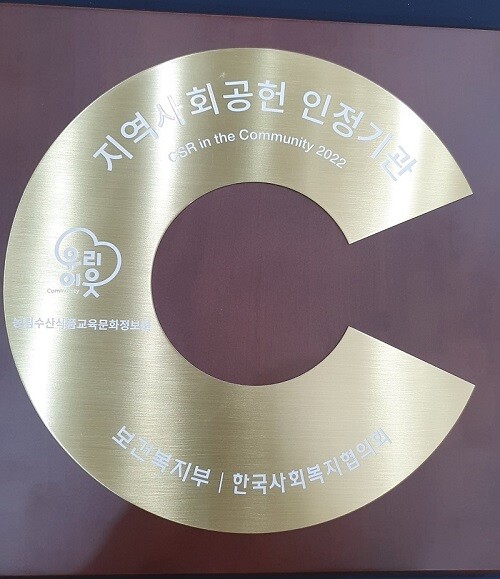 지역사회공헌 인정기관
CSR in the Community 2022
우리
이웃
Community
농림수산식품교육문화정보원
보건복지부 | 한국사회복지협의회